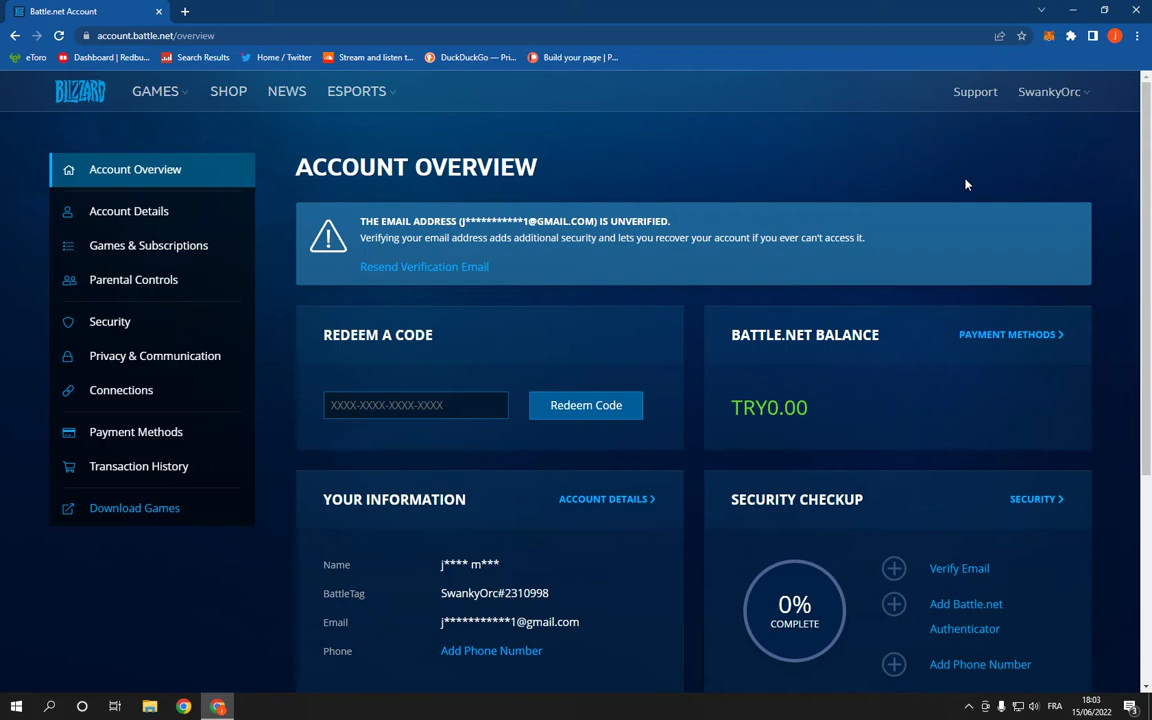 Battle.net Account
account.battle.net/overview
eToro
Dashboard | Redbu...
Search Results
Home / Twitter
Stream and listen t...
DuckDuckGo — Pri...
Build your page | P...
BLIZZARD
GAMES
SHOP
NEWS
ESPORTS
Support
SwankyOrc
Account Overview
Account Details
Games & Subscriptions
Parental Controls
Security
Privacy & Communication
Connections
Payment Methods
Transaction History
Download Games
ACCOUNT OVERVIEW
THE EMAIL ADDRESS (J***********1@GMAIL.COM) IS UNVERIFIED.
Verifying your email address adds additional security and lets you recover your account if you ever can't access it.
Resend Verification Email
REDEEM A CODE
XXXX-XXXX-XXXX-XXXX
Redeem Code
BATTLE.NET BALANCE
PAYMENT METHODS
TRY0.00
YOUR INFORMATION
ACCOUNT DETAILS
Name
j**** m***
BattleTag
SwankyOrc#2310998
Email
j***********1@gmail.com
Phone
Add Phone Number
SECURITY CHECKUP
SECURITY
0%
COMPLETE
Verify Email
Add Battle.net
Authenticator
Add Phone Number
FRA
18:03
15/06/2022
3